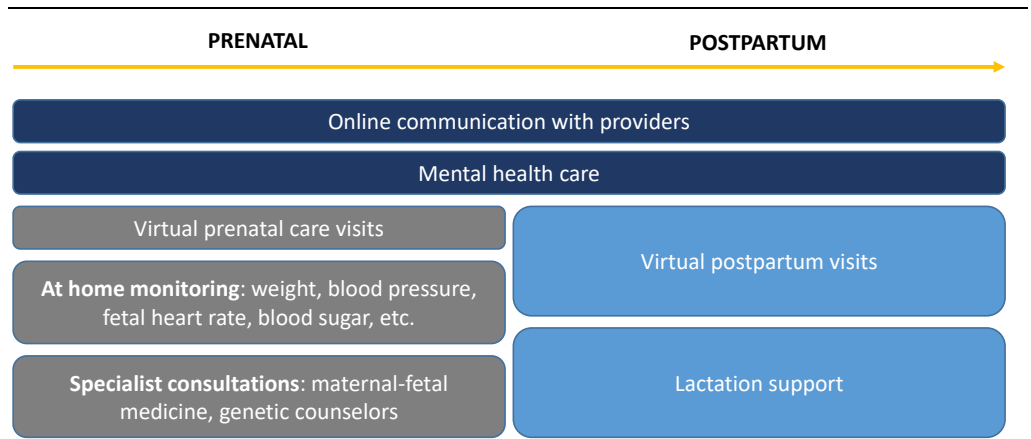 PRENATAL
POSTPARTUM
Online communication with providers
Mental health care
Virtual prenatal care visits
At home monitoring: weight, blood pressure,
fetal heart rate, blood sugar, etc.
Specialist consultations: maternal-fetal
medicine, genetic counselors
Virtual postpartum visits
Lactation support